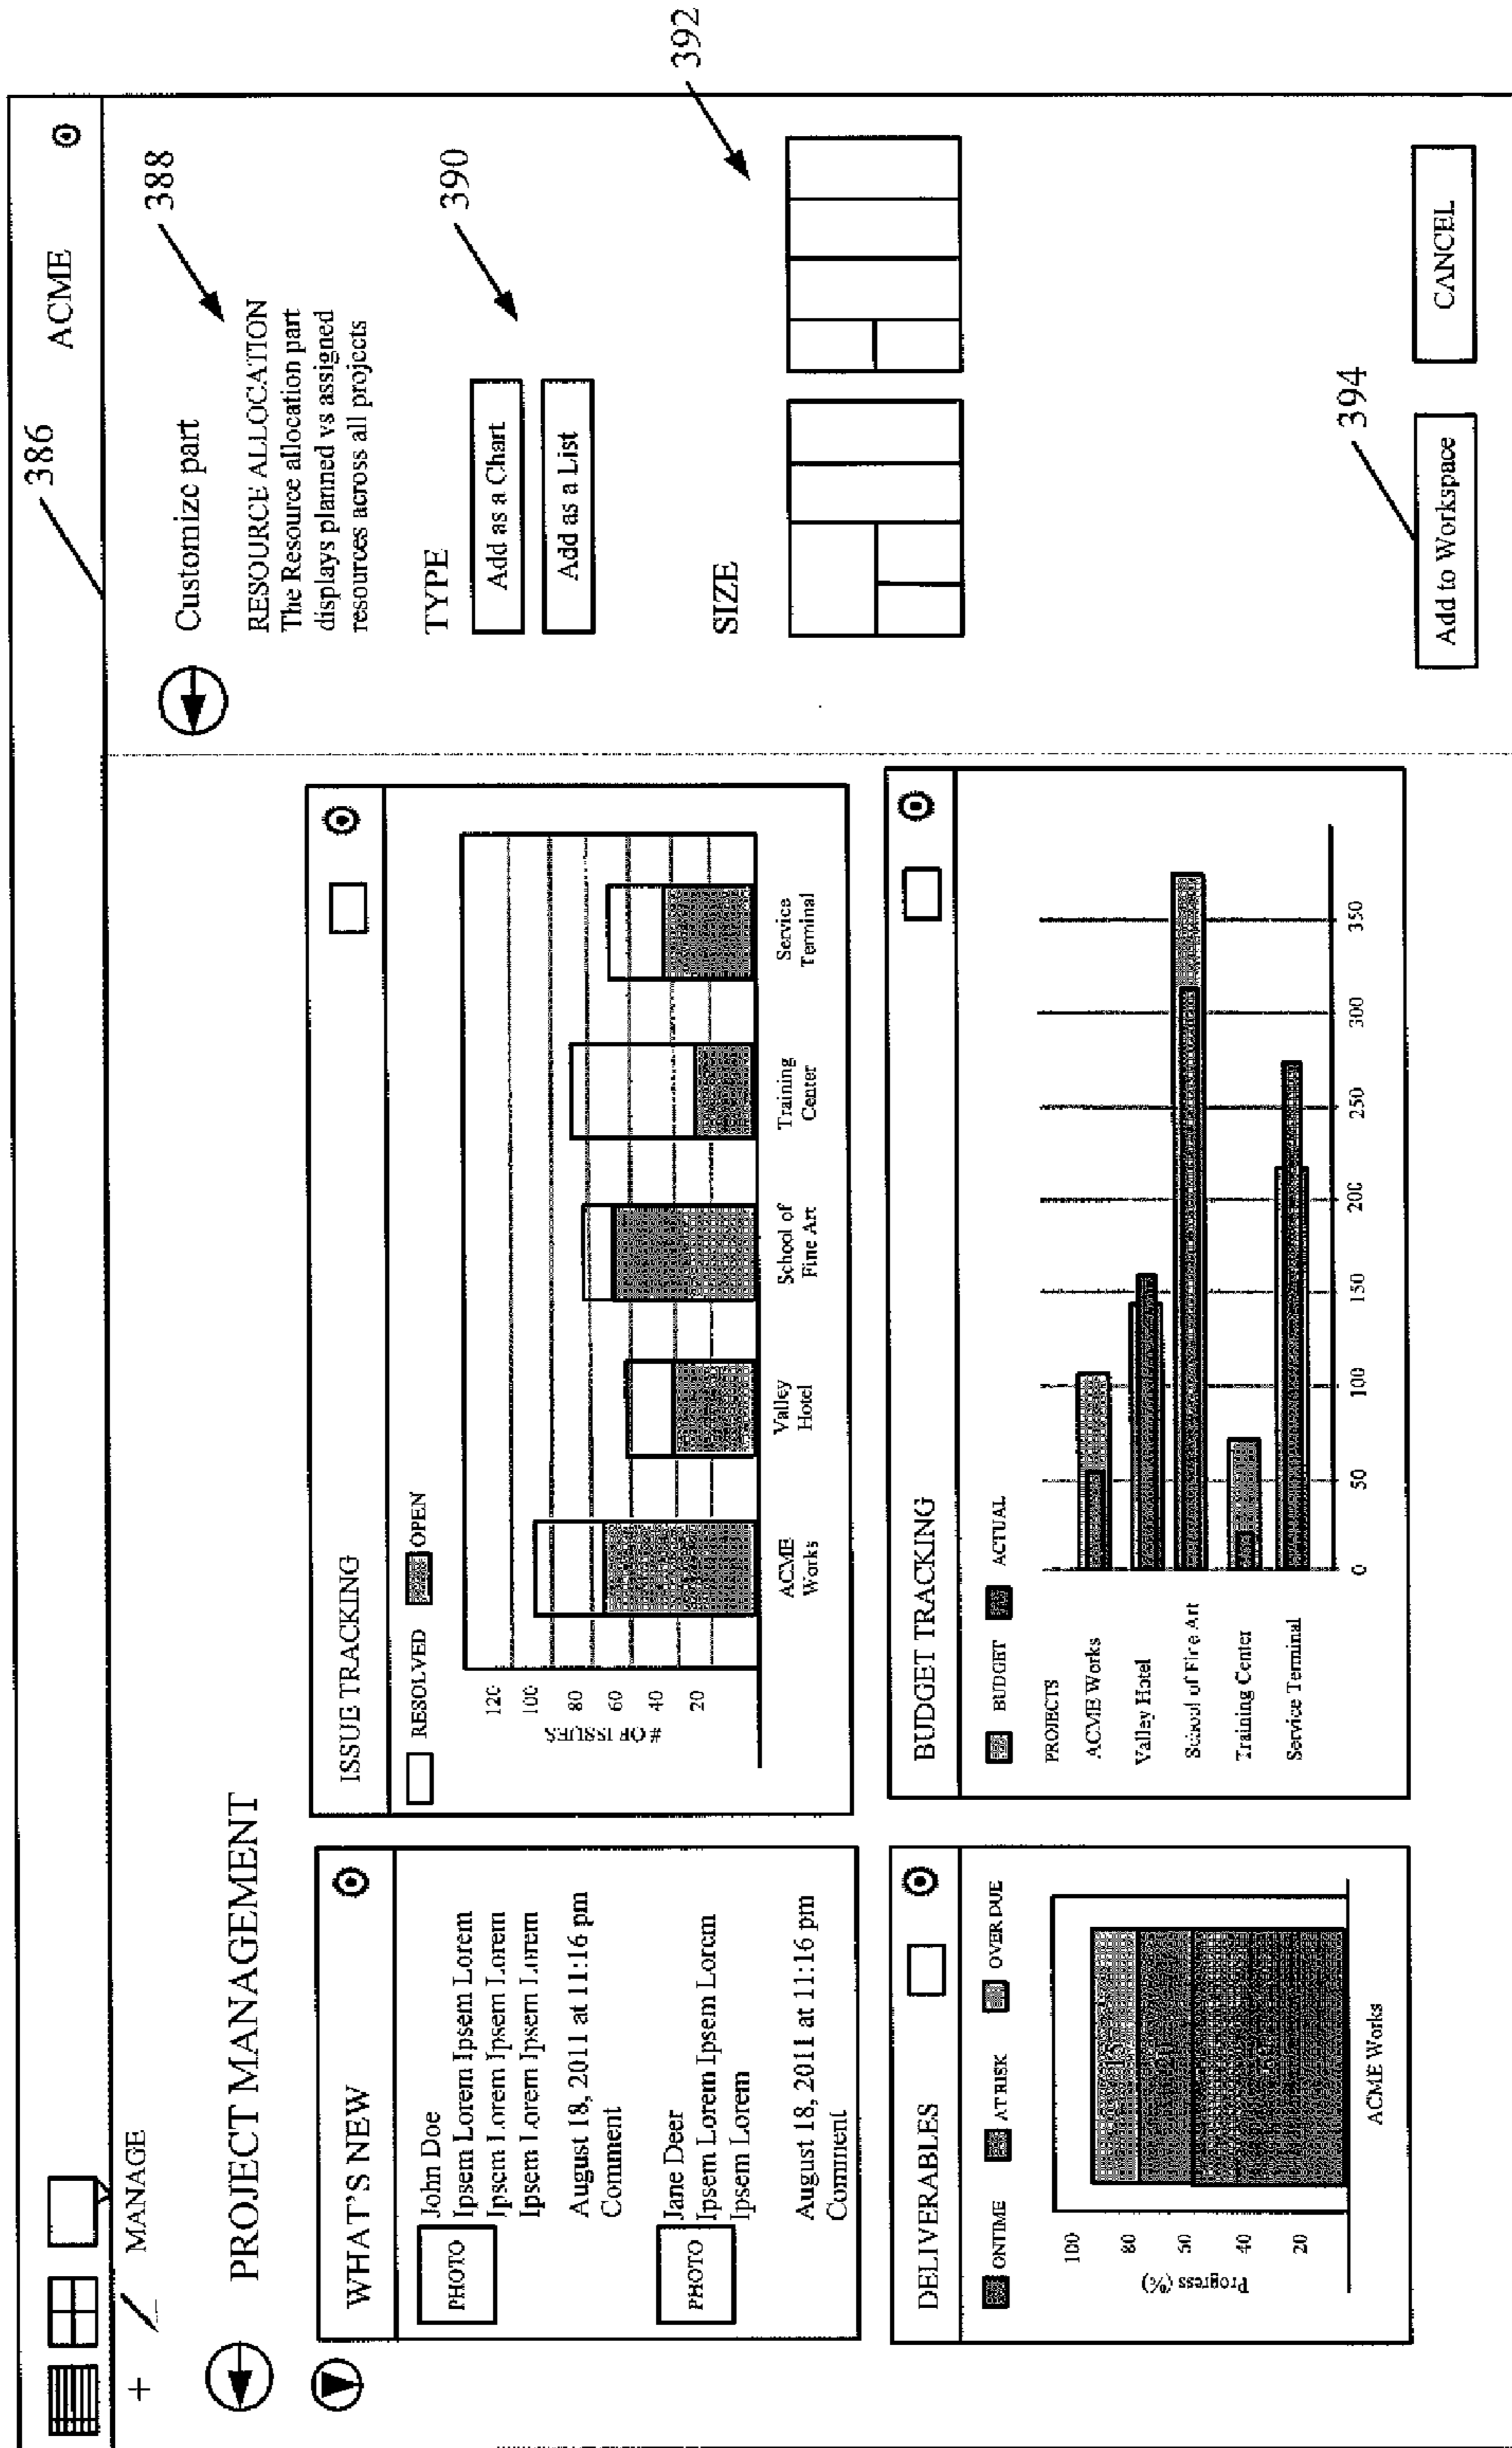 386
ACME
+
MANAGE
PROJECT MANAGEMENT
WHAT'S NEW
PHOTO
John Doe
Ipsem Lorem Ipsem Lorem
Ipsem Lorem Ipsem Lorem
Ipsem Lorem Ipsem Lorem
August 18, 2011 at 11:16 pm
Comment
PHOTO
Jane Deer
Ipsem Lorem Ipsem Lorem
Ipsem Lorem
August 18, 2011 at 11:16 pm
Comment
ISSUE TRACKING
RESOLVED OPEN
# OF ISSUES
120
100
80
60
40
20
ACME
Works
Valley
Hotel
School of
Fine Art
Training
Center
Service
Terminal
DELIVERABLES
ONTIME AT RISK OVER DUE
Progress (%)
100
80
50
40
20
15
20
ACME Works
BUDGET TRACKING
BUDGET ACTUAL
PROJECTS
ACME Works
Valley Hotel
School of Fine Art
Training Center
Service Terminal
0 50 100 150 200 250 300 350
Customize part
388
RESOURCE ALLOCATION
The Resource allocation part
displays planned vs assigned
resources across all projects
TYPE
390
Add as a Chart
Add as a List
SIZE
392
394
Add to Workspace
CANCEL